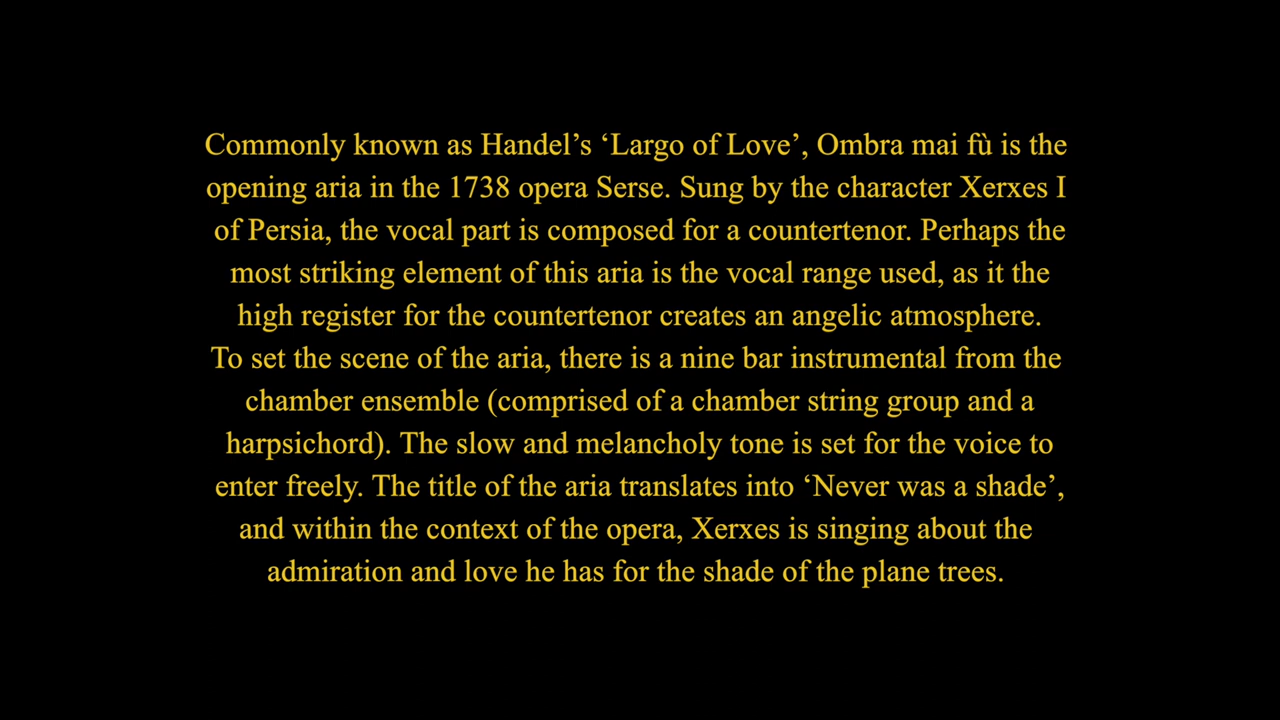 Commonly known as Handel’s ‘Largo of Love’, Ombra mai fù is the
opening aria in the 1738 opera Serse. Sung by the character Xerxes I
of Persia, the vocal part is composed for a countertenor. Perhaps the
most striking element of this aria is the vocal range used, as it the
high register for the countertenor creates an angelic atmosphere.
To set the scene of the aria, there is a nine bar instrumental from the
chamber ensemble (comprised of a chamber string group and a
harpsichord). The slow and melancholy tone is set for the voice to
enter freely. The title of the aria translates into ‘Never was a shade’,
and within the context of the opera, Xerxes is singing about the
admiration and love he has for the shade of the plane trees.